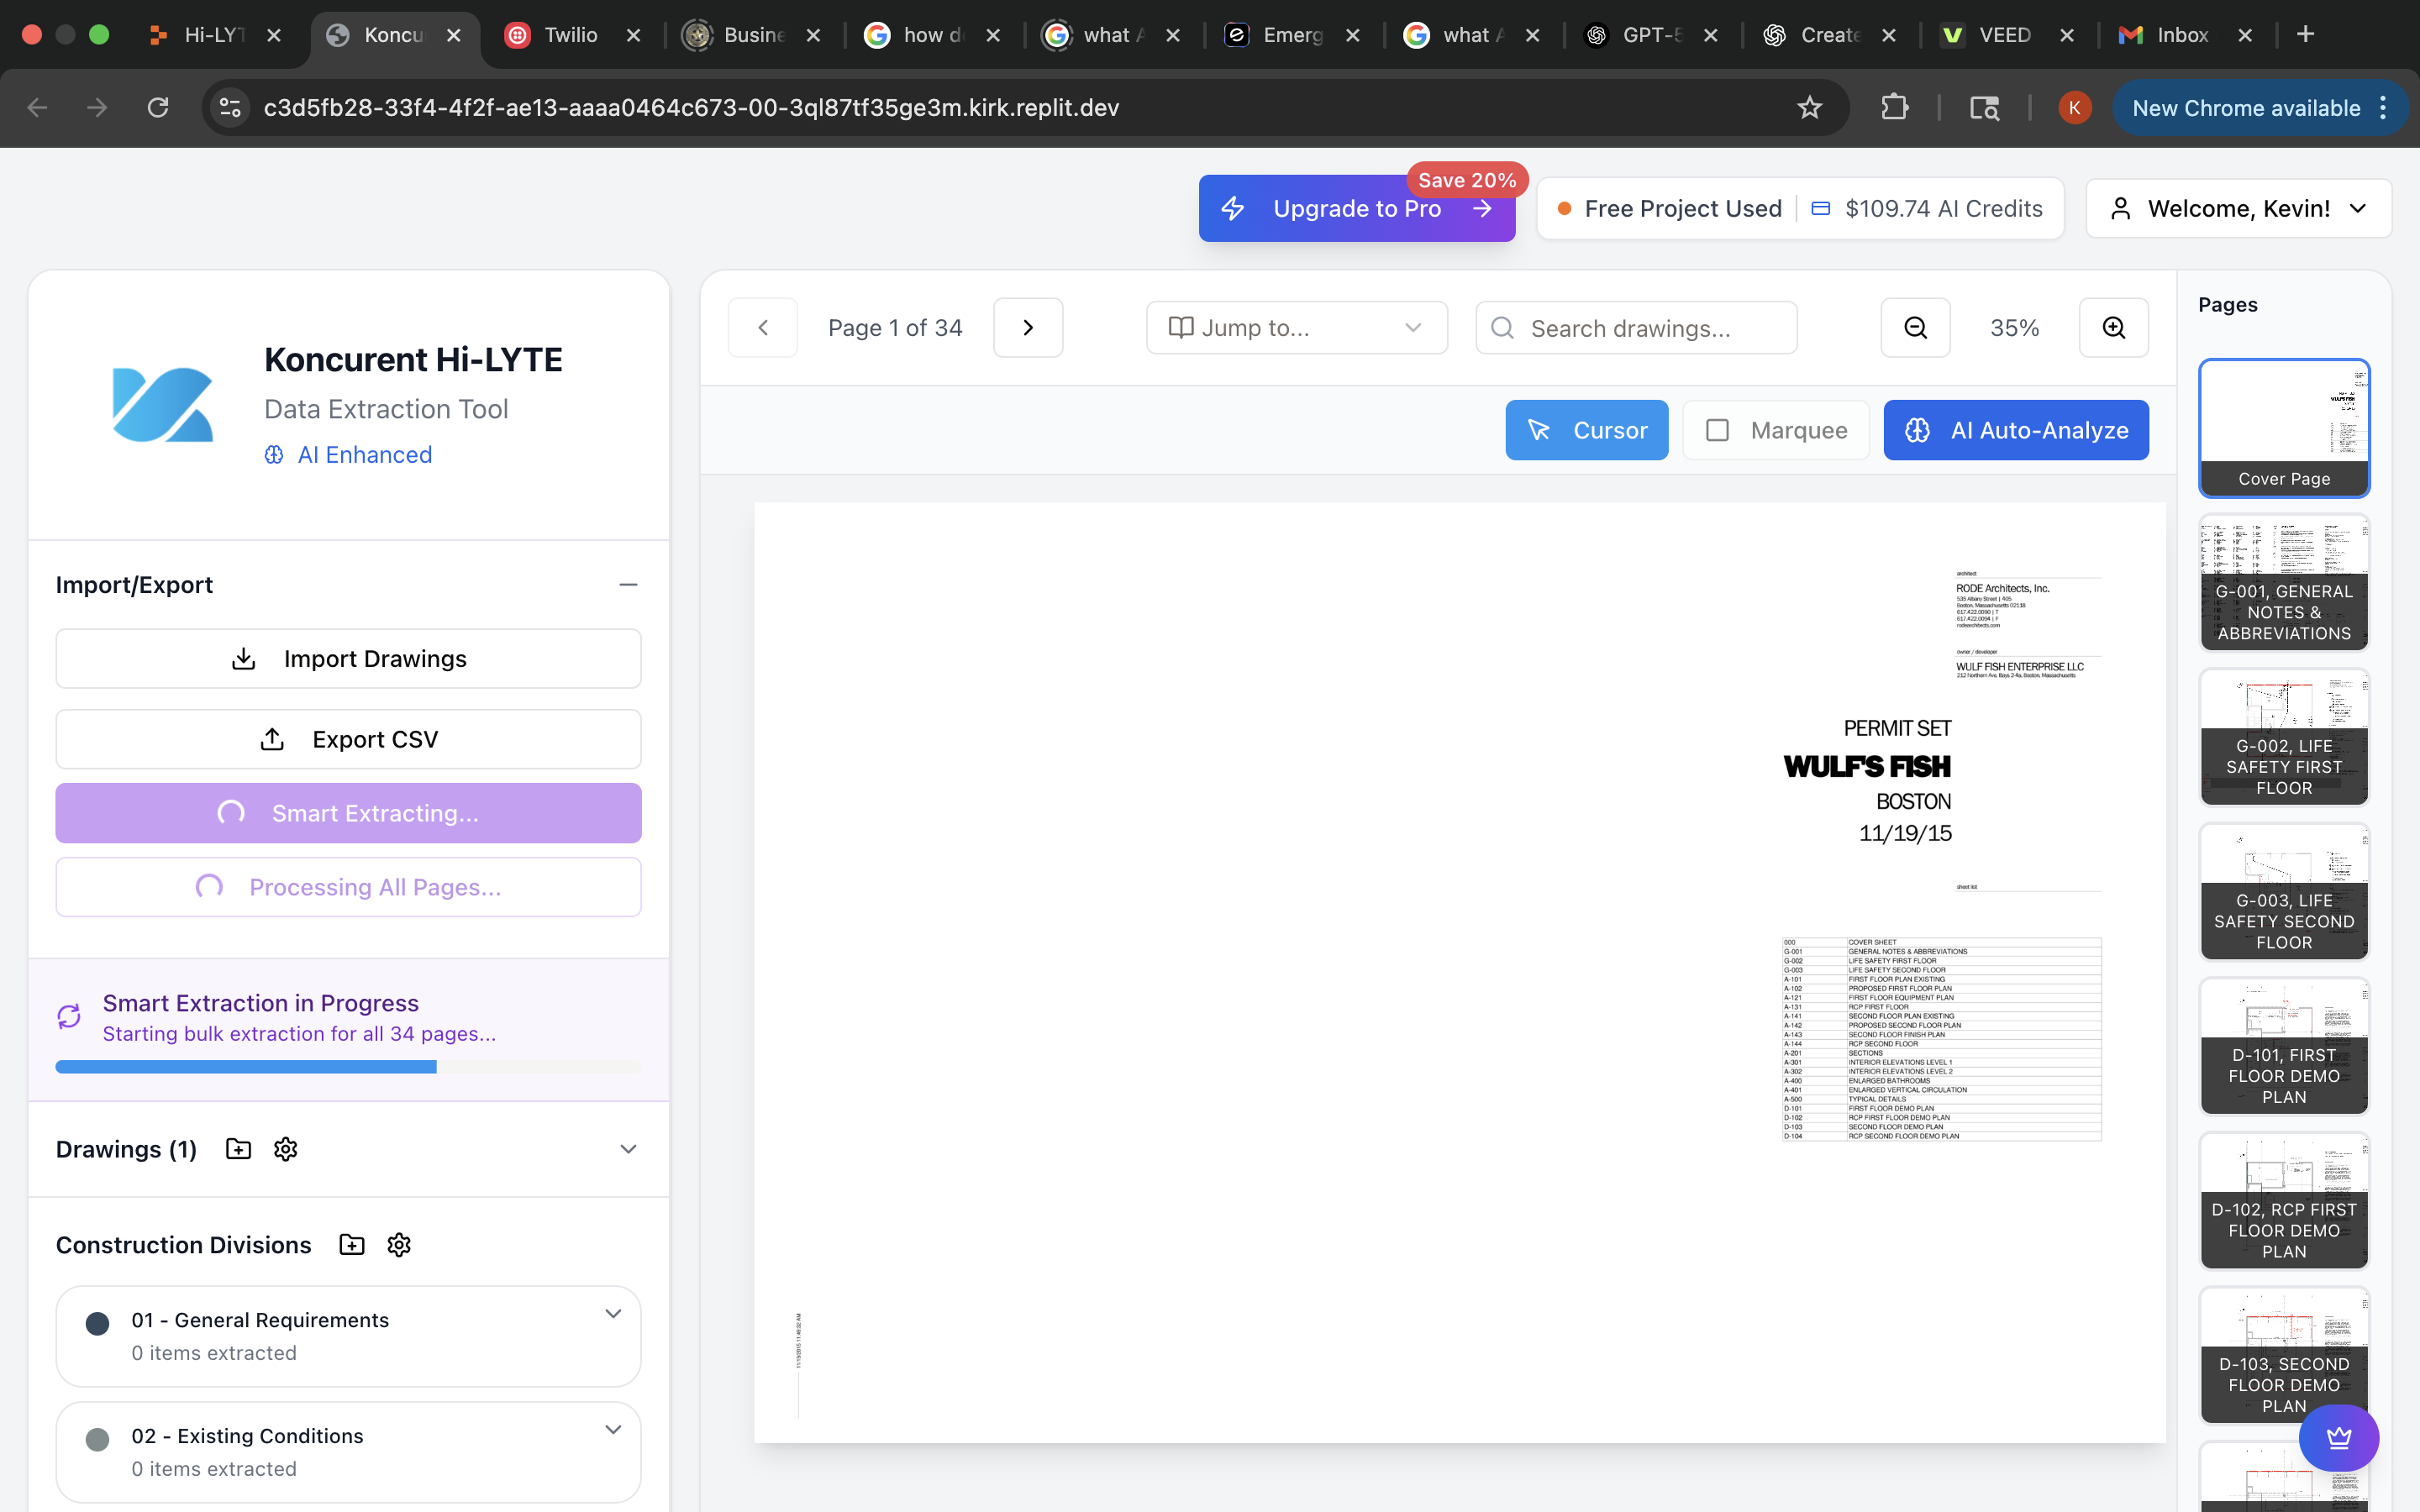 Hi-LYT
Koncu
Twilio
Busine
how d
what A
Emerg
what A
GPT-5
Create
VEED
Inbox
c3d5fb28-33f4-4f2f-ae13-aaaa0464c673-00-3ql87tf35ge3m.kirk.replit.dev
K
New Chrome available
Save 20%
Upgrade to Pro
Free Project Used
$109.74 AI Credits
Welcome, Kevin!
Koncurent Hi-LYTE
Data Extraction Tool
AI Enhanced
Import/Export
Import Drawings
Export CSV
Smart Extracting...
Processing All Pages...
Smart Extraction in Progress
Starting bulk extraction for all 34 pages...
Drawings (1)
Construction Divisions
01 - General Requirements
0 items extracted
02 - Existing Conditions
0 items extracted
Page 1 of 34
Jump to...
Search drawings...
35%
Cursor
Marquee
AI Auto-Analyze
architect
RODE Architects, Inc.
535 Albany Street | 405
Boston, Massachusetts 02118
617.422.0090 | T
617.422.0094 | F
rodearchitects.com
owner / developer
WULF FISH ENTERPRISE LLC
212 Northern Ave, Bays 2-4a, Boston, Massachusetts
PERMIT SET
WULF'S FISH
BOSTON
11/19/15
sheet list
000 COVER SHEET
G-001 GENERAL NOTES & ABBREVIATIONS
G-002 LIFE SAFETY FIRST FLOOR
G-003 LIFE SAFETY SECOND FLOOR
A-101 FIRST FLOOR PLAN EXISTING
A-102 PROPOSED FIRST FLOOR PLAN
A-121 FIRST FLOOR EQUIPMENT PLAN
A-131 RCP FIRST FLOOR
A-141 SECOND FLOOR PLAN EXISTING
A-142 PROPOSED SECOND FLOOR PLAN
A-143 SECOND FLOOR FINISH PLAN
A-144 RCP SECOND FLOOR
A-201 SECTIONS
A-301 INTERIOR ELEVATIONS LEVEL 1
A-302 INTERIOR ELEVATIONS LEVEL 2
A-400 ENLARGED BATHROOMS
A-401 ENLARGED VERTICAL CIRCULATION
A-500 TYPICAL DETAILS
D-101 FIRST FLOOR DEMO PLAN
D-102 RCP FIRST FLOOR DEMO PLAN
D-103 SECOND FLOOR DEMO PLAN
D-104 RCP SECOND FLOOR DEMO PLAN
Pages
WULF'S FISH
Cover Page
G-001, GENERAL
NOTES &
ABBREVIATIONS
G-002, LIFE
SAFETY FIRST
FLOOR
G-003, LIFE
SAFETY SECOND
FLOOR
D-101, FIRST
FLOOR DEMO
PLAN
D-102, RCP FIRST
FLOOR DEMO
PLAN
D-103, SECOND
FLOOR DEMO
PLAN